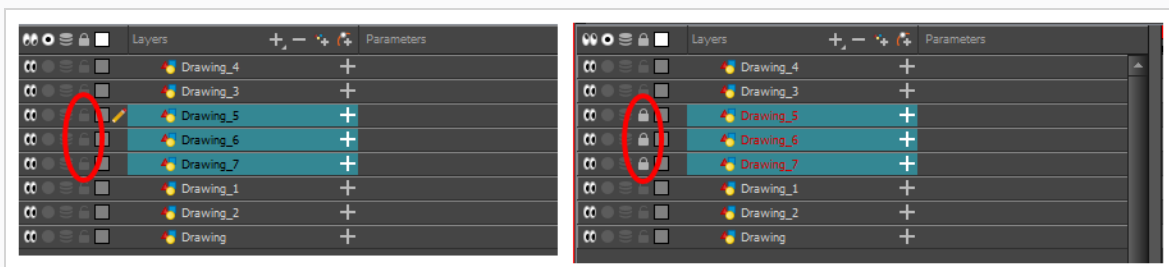 Layers Parameters
Drawing_4
Drawing_3
Drawing_5
Drawing_6
Drawing_7
Drawing_1
Drawing_2
Drawing
Layers Parameters
Drawing_4
Drawing_3
Drawing_5
Drawing_6
Drawing_7
Drawing_1
Drawing_2
Drawing